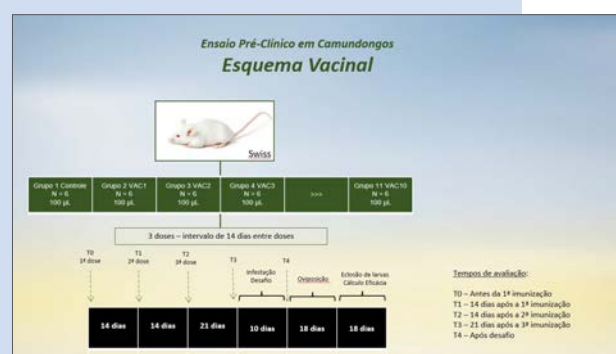 Ensaio Pré-Clínico em Camundongos
Esquema Vacinal
Swiss
Grupo 1 Controle
N = 6
100 µL
Grupo 2 VAC1
N = 6
100 µL
Grupo 3 VAC2
N = 6
100 µL
Grupo 4 VAC3
N = 6
100 µL
>>>
Grupo 11 VAC10
N = 6
100 µL
3 doses – intervalo de 14 dias entre doses
T0
1ª dose
T1
2ª dose
T2
3ª dose
T3
Infestação
Desafio
T4
Oviposição
Eclosão de larvas
Cálculo Eficácia
14 dias
14 dias
21 dias
10 dias
18 dias
18 dias
Tempos de avaliação:
T0 – Antes da 1ª imunização
T1 – 14 dias após a 1ª imunização
T2 – 14 dias após a 2ª imunização
T3 – 21 dias após a 3ª imunização
T4 – Após desafio